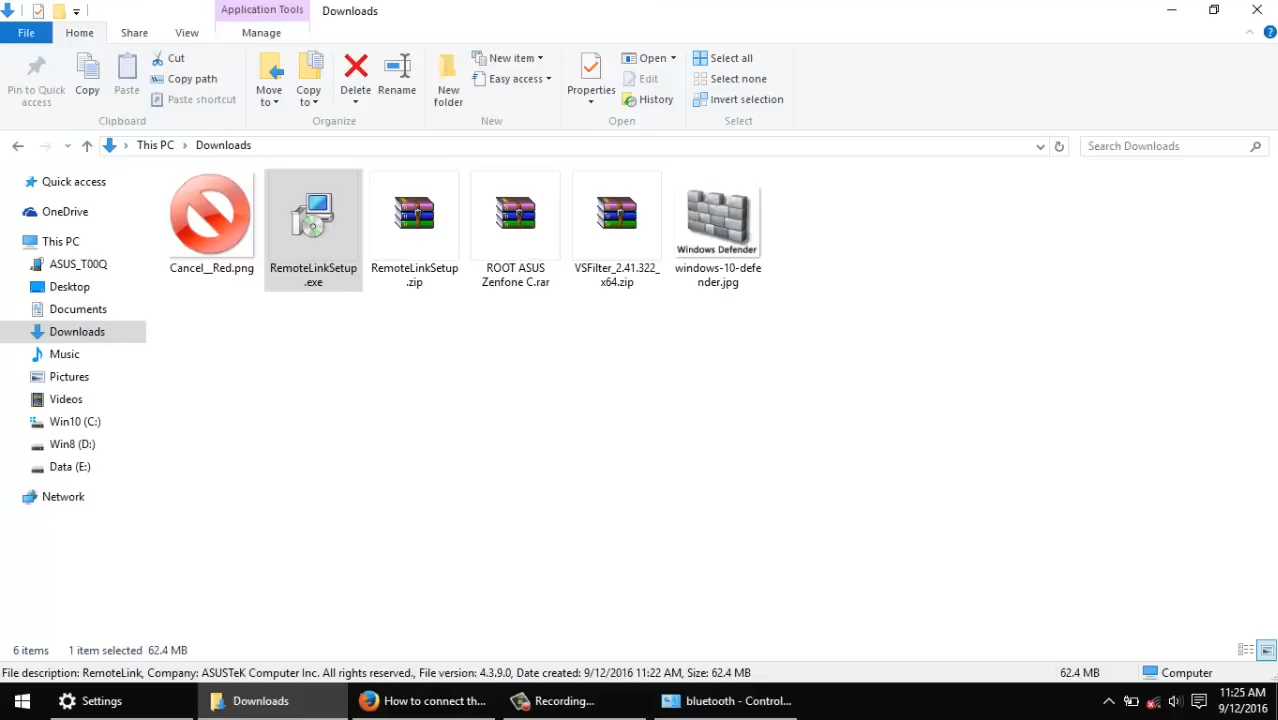 Application Tools
Downloads
File
Home
Share
View
Manage
Pin to Quick
access
Copy
Paste
Cut
Copy path
Paste shortcut
Clipboard
Move
to
Copy
to
Delete
Rename
Organize
New
folder
New item
Easy access
New
Properties
Open
Edit
History
Open
Select all
Select none
Invert selection
Select
This PC
Downloads
Search Downloads
Quick access
OneDrive
This PC
ASUS_T00Q
Desktop
Documents
Downloads
Music
Pictures
Videos
Win10 (C:)
Win8 (D:)
Data (E:)
Network
Cancel__Red.png
RemoteLinkSetup
.exe
RemoteLinkSetup
.zip
ROOT ASUS
Zenfone C.rar
VSFilter_2.41.322_
x64.zip
Windows Defender
windows-10-defe
nder.jpg
6 items
1 item selected 62.4 MB
File description: RemoteLink, Company: ASUSTeK Computer Inc. All rights reserved., File version: 4.3.9.0, Date created: 9/12/2016 11:22 AM, Size: 62.4 MB
62.4 MB
Computer
Settings
Downloads
How to connect th...
Recording...
bluetooth - Control...
11:25 AM
9/12/2016